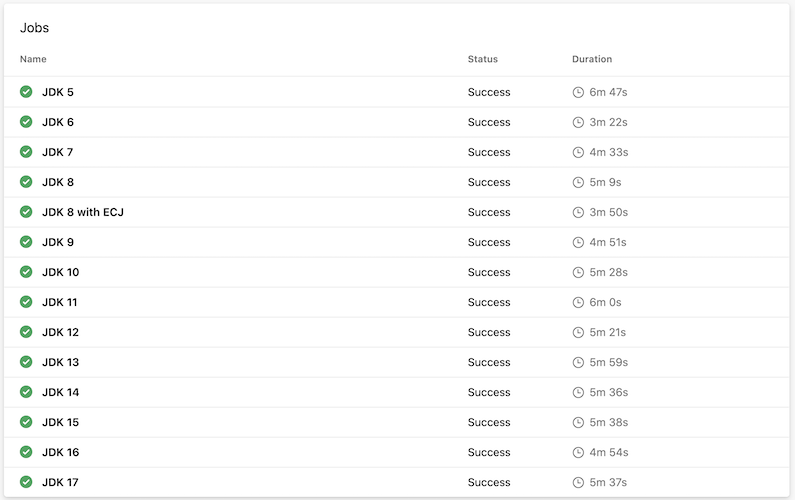 Jobs
Name Status Duration
JDK 5 Success 6m 47s
JDK 6 Success 3m 22s
JDK 7 Success 4m 33s
JDK 8 Success 5m 9s
JDK 8 with ECJ Success 3m 50s
JDK 9 Success 4m 51s
JDK 10 Success 5m 28s
JDK 11 Success 6m 0s
JDK 12 Success 5m 21s
JDK 13 Success 5m 59s
JDK 14 Success 5m 36s
JDK 15 Success 5m 38s
JDK 16 Success 4m 54s
JDK 17 Success 5m 37s